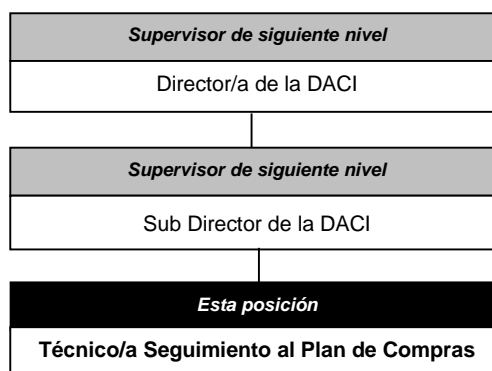 Supervisor de siguiente nivel
Director/a de la DACI
Supervisor de siguiente nivel
Sub Director de la DACI
Esta posición
Técnico/a Seguimiento al Plan de Compras